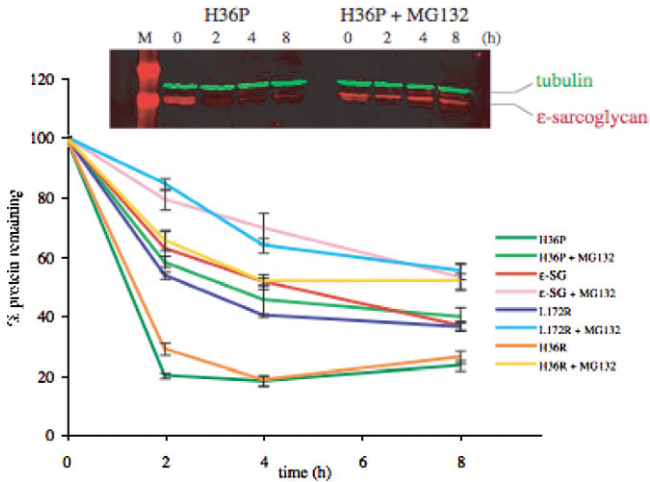 H36P H36P + MG132
M 0 2 4 8 0 2 4 8 (h)
tubulin
ε-sarcoglycan
120
100
80
60
40
20
0
% protein remaining
0 2 4 6 8
time (h)
H36P
H36P + MG132
ε-SG
ε-SG + MG132
L172R
L172R + MG132
H36R
H36R + MG132